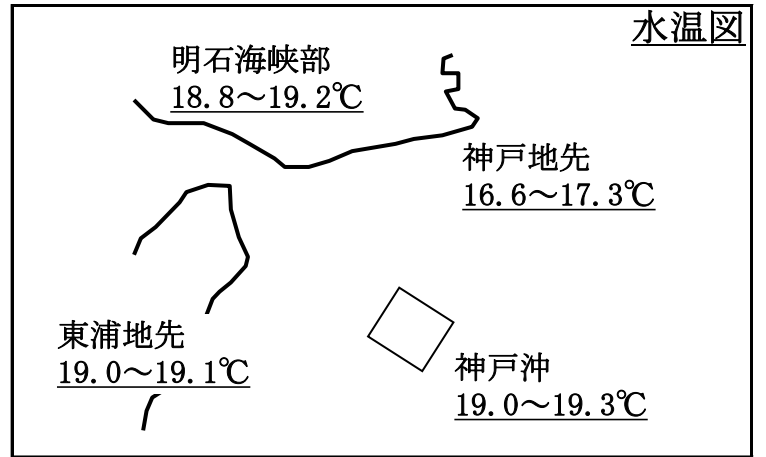 水温図
明石海峡部
18.8～19.2℃
神戸地先
16.6～17.3℃
東浦地先
19.0～19.1℃
神戸沖
19.0～19.3℃